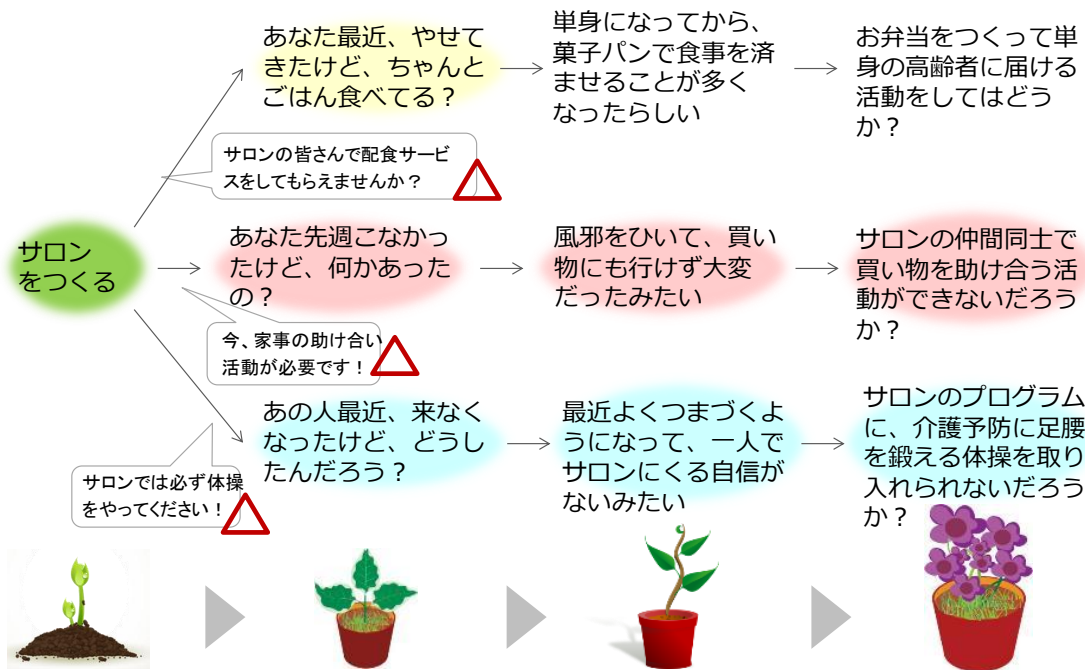 あなた最近、やせて
きたけど、ちゃんと
ごはん食べてる？
単身になってから、
菓子パンで食事を済
ませることが多く
なったらしい
お弁当をつくって単
身の高齢者に届ける
活動をしてはどう
か？
サロンの皆さんで配食サービ
スをしてもらえませんか？
サロン
をつくる
あなた先週こなかっ
たけど、何かあった
の？
風邪をひいて、買い
物にも行けず大変
だったみたい
サロンの仲間同士で
買い物を助け合う活
動ができないだろう
か？
今、家事の助け合い
活動が必要です！
あの人最近、来なく
なったけど、どうし
たんだろう？
最近よくつまづくよ
うになって、一人で
サロンにくる自信が
ないみたい
サロンのプログラム
に、介護予防に足腰
を鍛える体操を取り
入れられないだろう
か？
サロンでは必ず体操
をやってください！